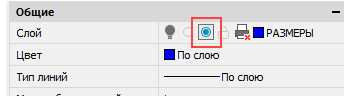 Общие
Слой РАЗМЕРЫ
Цвет По слою
Тип линий По слою